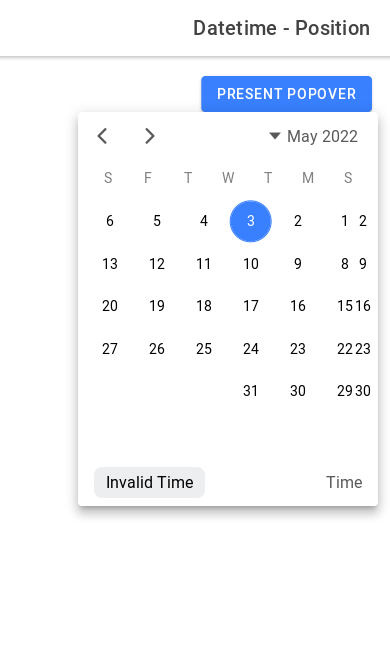 Datetime - Position
PRESENT POPOVER
May 2022
S F T W T M S
6 5 4 3 2 1 2
13 12 11 10 9 8 9
20 19 18 17 16 15 16
27 26 25 24 23 22 23
31 30 29 30
Invalid Time Time